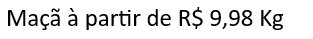 Maçã à partir de R$ 9,98 Kg